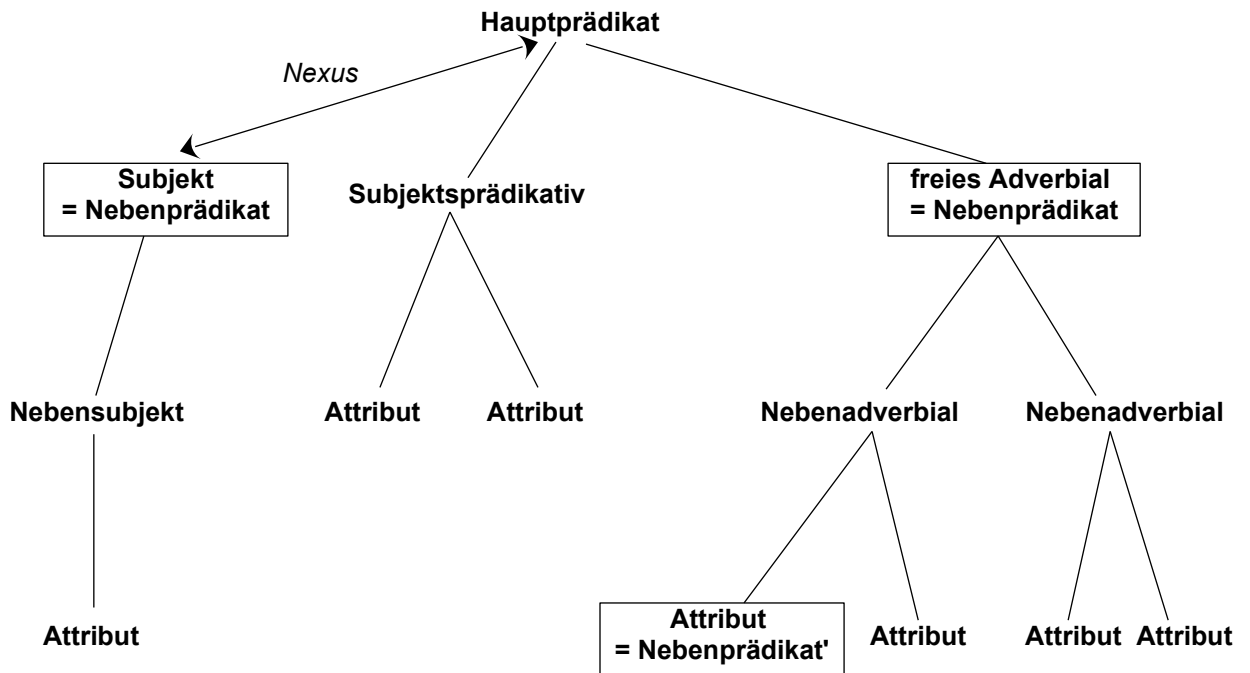 Hauptprädikat
Nexus
Subjekt
= Nebenprädikat
Subjektsprädikativ
freies Adverbial
= Nebenprädikat
Nebensubjekt
Attribut
Attribut
Nebenadverbial
Nebenadverbial
Attribut
Attribut
= Nebenprädikat'
Attribut
Attribut
Attribut